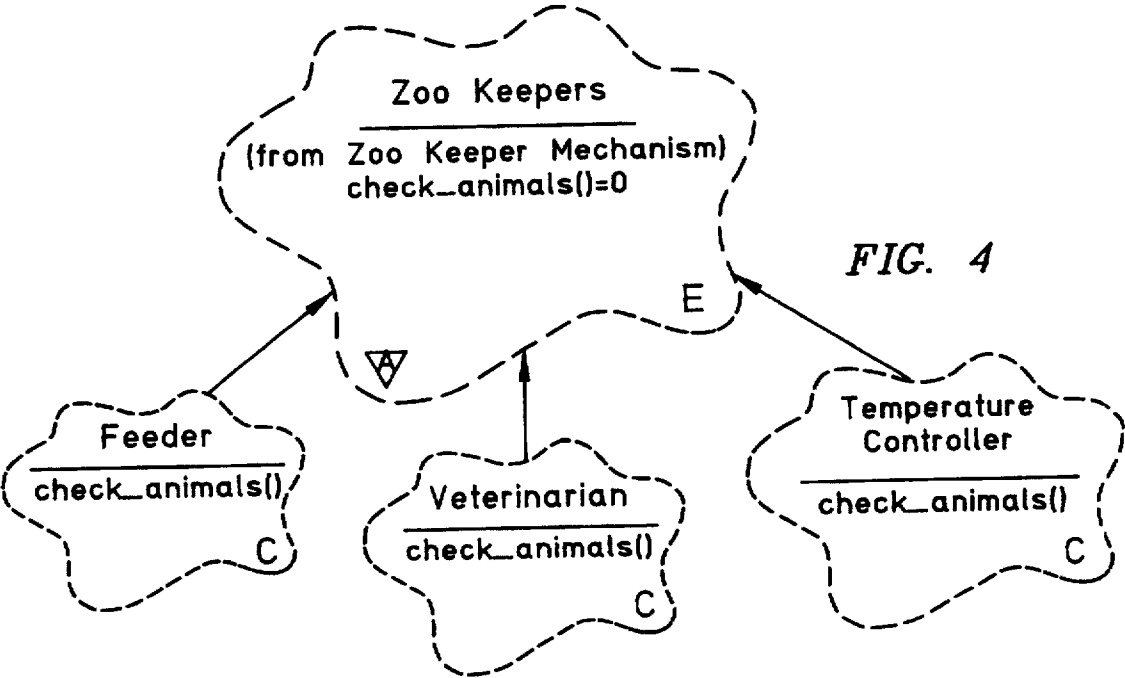 Zoo Keepers
(from Zoo Keeper Mechanism)
check_animals()=0
FIG. 4
E
A
Feeder
check_animals()
C
Veterinarian
check_animals()
C
Temperature
Controller
check_animals()
C